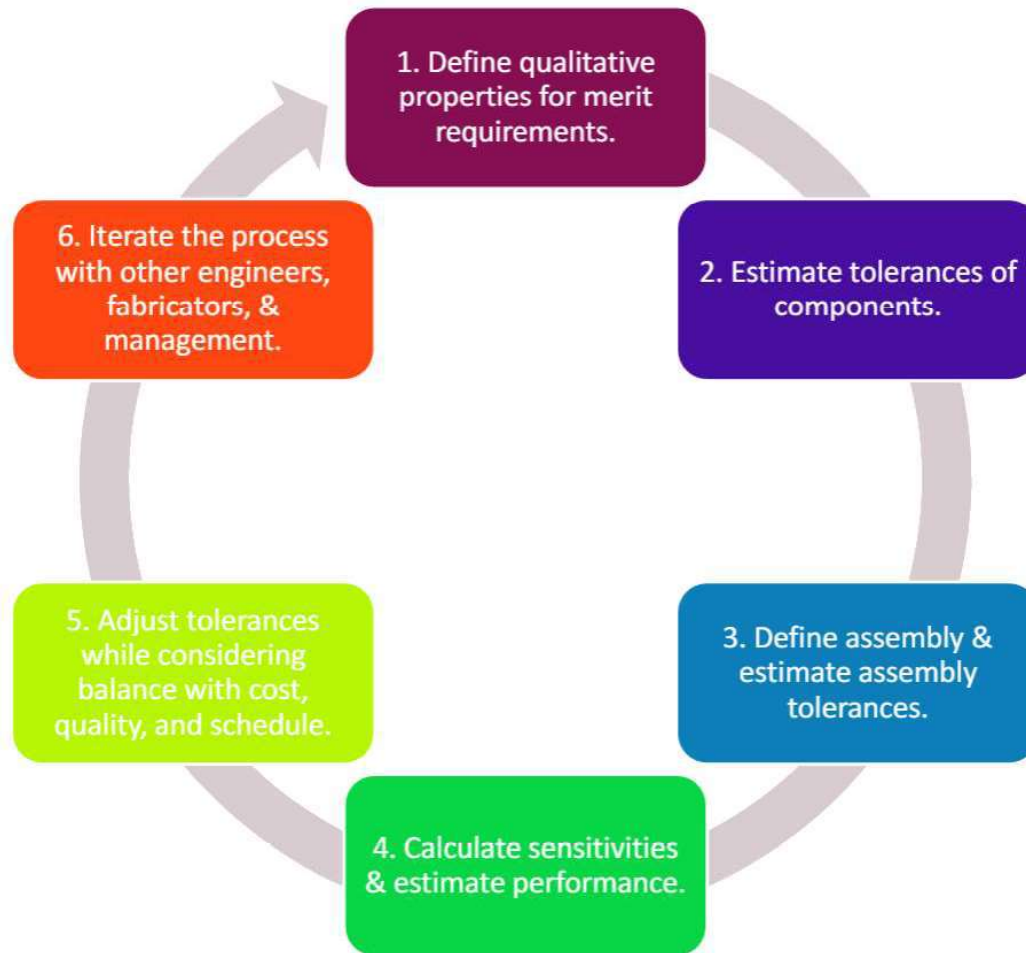 1. Define qualitative
properties for merit
requirements.
2. Estimate tolerances of
components.
3. Define assembly &
estimate assembly
tolerances.
4. Calculate sensitivities
& estimate performance.
5. Adjust tolerances
while considering
balance with cost,
quality, and schedule.
6. Iterate the process
with other engineers,
fabricators, &
management.